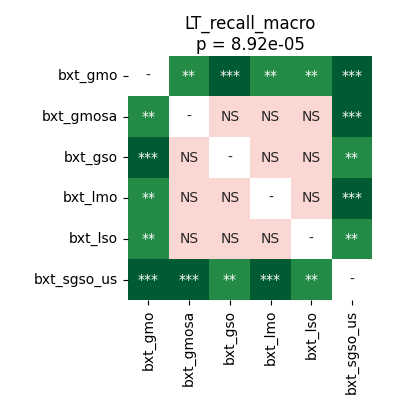 LT_recall_macro
p = 8.92e-05
bxt_gmo - ** *** ** ** ***
bxt_gmosa ** - NS NS NS ***
bxt_gso *** NS - NS NS **
bxt_lmo ** NS NS - NS ***
bxt_lso ** NS NS NS - **
bxt_sgso_us *** *** ** *** ** -
bxt_gmo bxt_gmosa bxt_gso bxt_lmo bxt_lso bxt_sgso_us